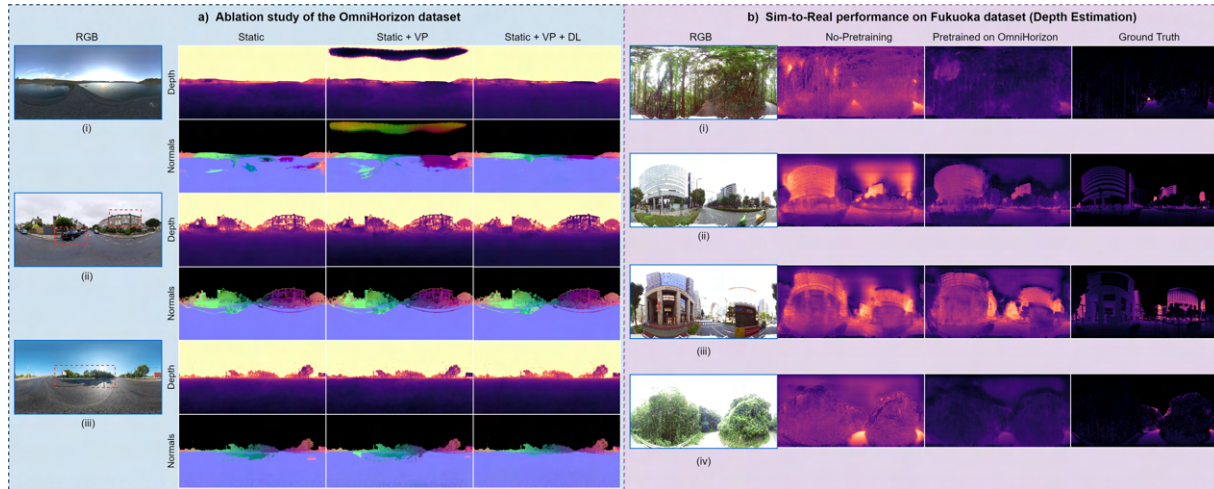 a) Ablation study of the OmniHorizon dataset
RGB
Static
Static + VP
Static + VP + DL
Depth
(i)
Normals
Depth
(ii)
Normals
Depth
(iii)
Normals
b) Sim-to-Real performance on Fukuoka dataset (Depth Estimation)
RGB
No-Pretraining
Pretrained on OmniHorizon
Ground Truth
(i)
(ii)
(iii)
(iv)